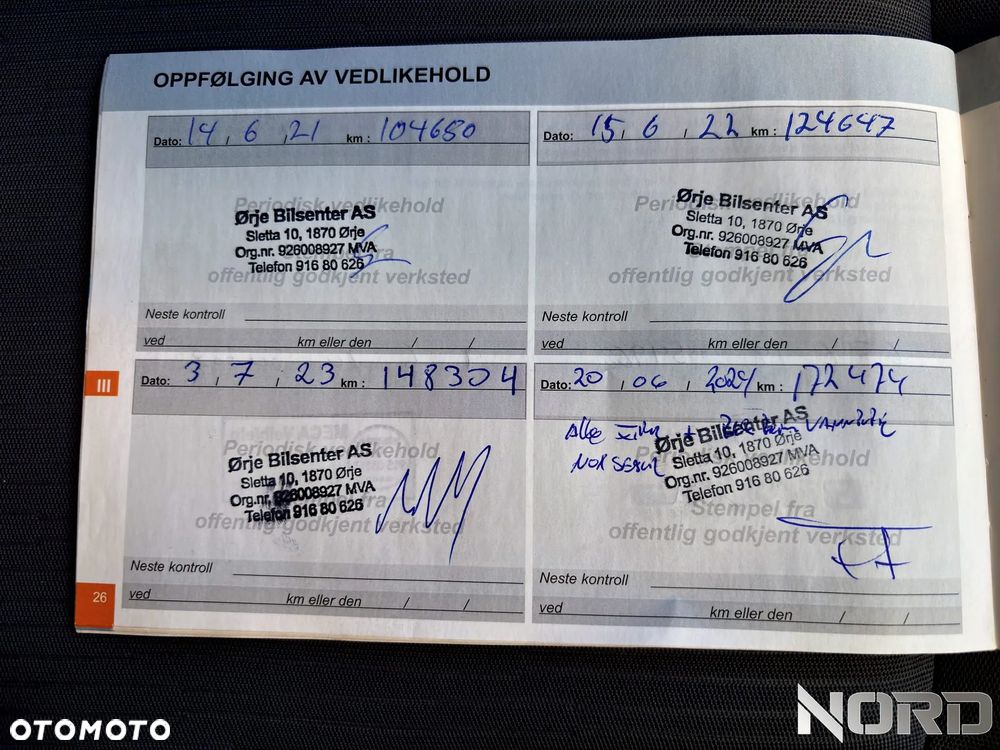 OPPFØLGING AV VEDLIKEHOLD
Dato: 14 , 6 , 21 km : 104650
Periodisk vedlikehold
Ørje Bilsenter AS
Sletta 10, 1870 Ørje
Org.nr. 926008927 MVA
Telefon 916 80 626
offentlig godkjent verksted
Neste kontroll
ved km eller den / /
Dato: 15 , 6 , 22 km : 124647
Periodisk vedlikehold
Ørje Bilsenter AS
Sletta 10, 1870 Ørje
Org.nr. 926008927 MVA
Telefon 916 80 626
offentlig godkjent verksted
Neste kontroll
ved km eller den / /
III
Dato: 3 , 7 , 23 km : 148304
Periodisk vedlikehold
Ørje Bilsenter AS
Sletta 10, 1870 Ørje
Org.nr. 926008927 MVA
Telefon 916 80 626
offentlig godkjent verksted
Neste kontroll
ved km eller den / /
Dato: 20 , 06 , 2024 km : 172474
Alle
Ørje Bilsenter AS
Sletta 10, 1870 Ørje
Org.nr. 926008927 MVA
Telefon 916 80 626
Stempel fra
offentlig godkjent verksted
Neste kontroll
ved km eller den / /
26
OTOMOTO
NORD